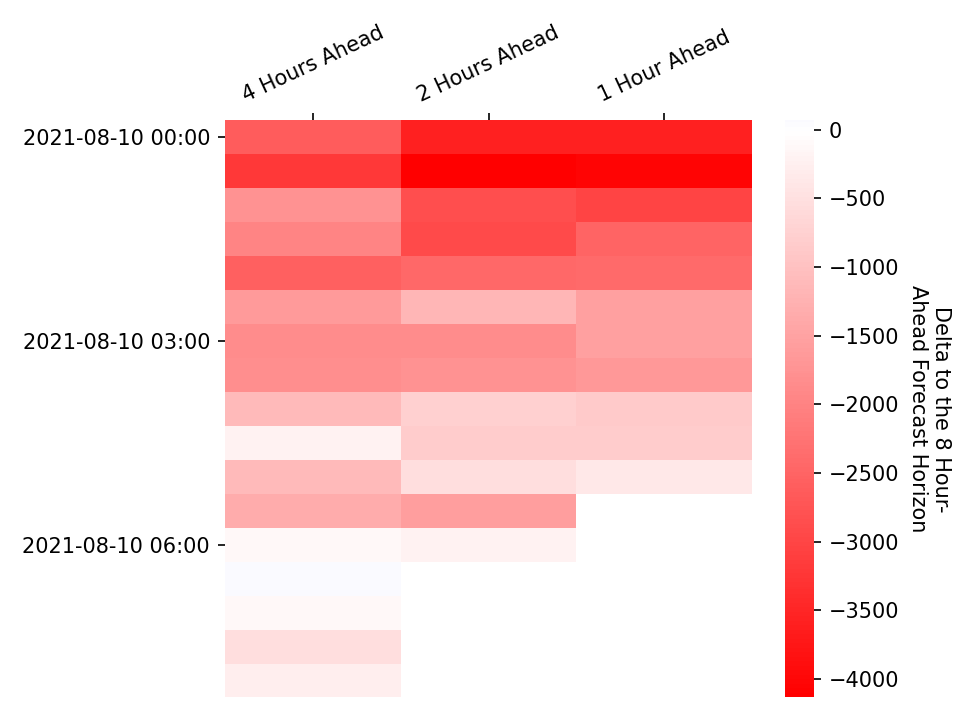 4 Hours Ahead
2 Hours Ahead
1 Hour Ahead
2021-08-10 00:00
2021-08-10 03:00
2021-08-10 06:00
0
−500
−1000
−1500
−2000
−2500
−3000
−3500
−4000
Delta to the 8 Hour-
Ahead Forecast Horizon